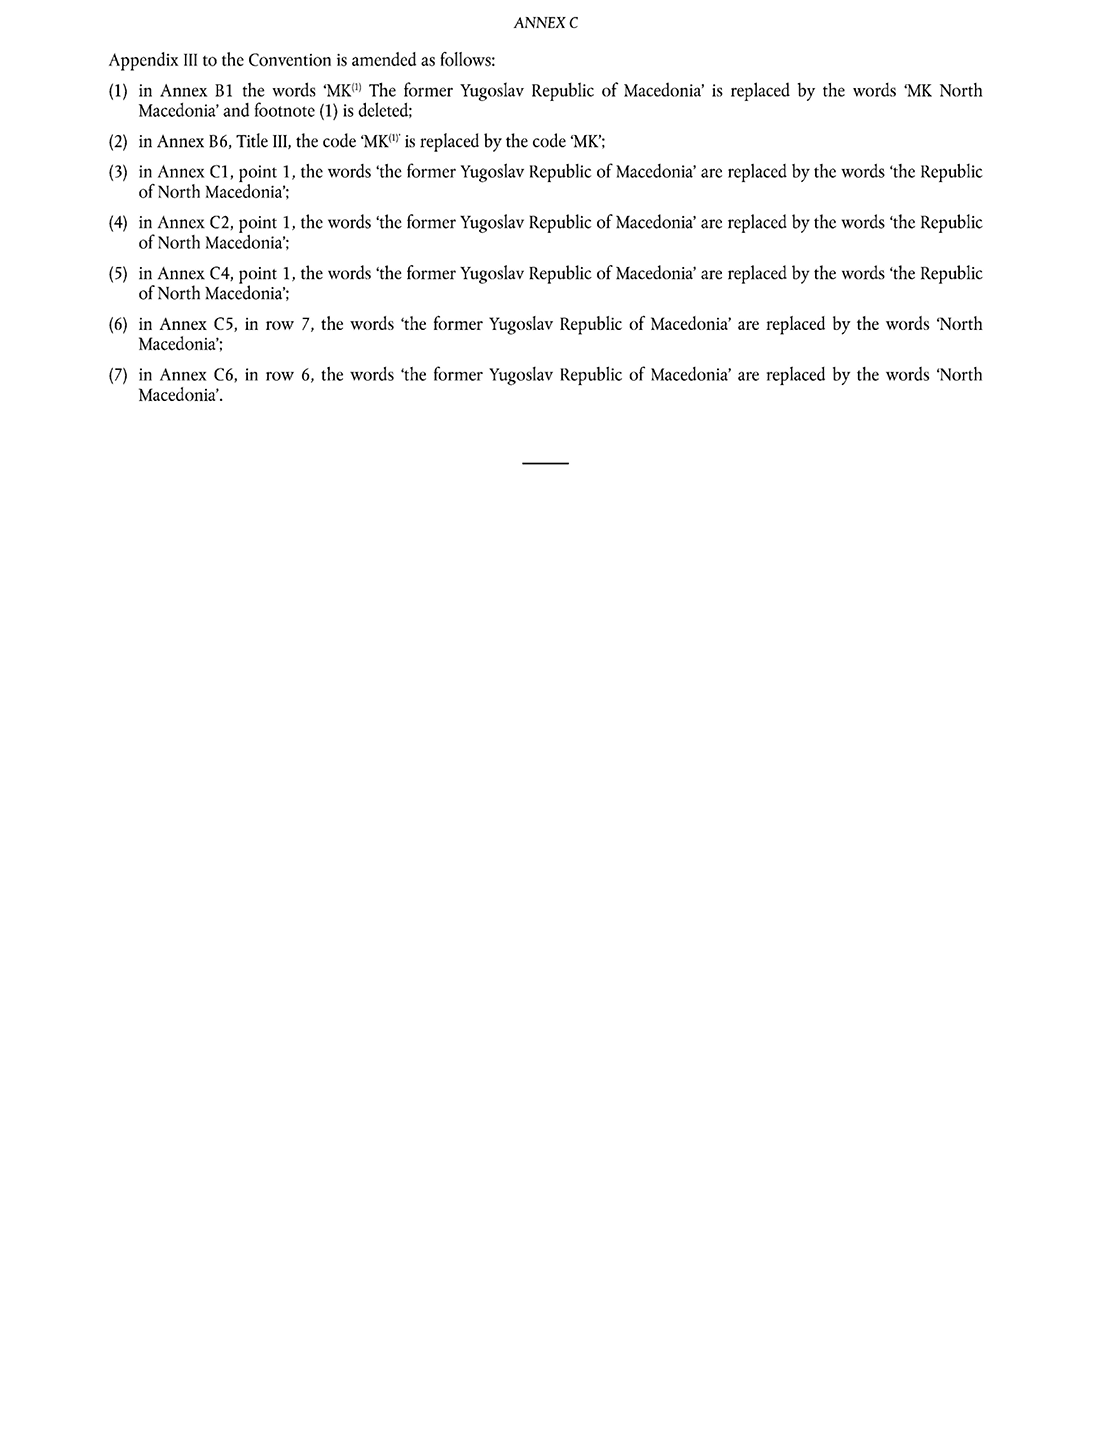 ANNEX C
Appendix III to the Convention is amended as follows:
(1) in Annex B1 the words ‘MK⁽¹⁾ The former Yugoslav Republic of Macedonia’ is replaced by the words ‘MK North
Macedonia’ and footnote (1) is deleted;
(2) in Annex B6, Title III, the code ‘MK⁽¹⁾’ is replaced by the code ‘MK’;
(3) in Annex C1, point 1, the words ‘the former Yugoslav Republic of Macedonia’ are replaced by the words ‘the Republic
of North Macedonia’;
(4) in Annex C2, point 1, the words ‘the former Yugoslav Republic of Macedonia’ are replaced by the words ‘the Republic
of North Macedonia’;
(5) in Annex C4, point 1, the words ‘the former Yugoslav Republic of Macedonia’ are replaced by the words ‘the Republic
of North Macedonia’;
(6) in Annex C5, in row 7, the words ‘the former Yugoslav Republic of Macedonia’ are replaced by the words ‘North
Macedonia’;
(7) in Annex C6, in row 6, the words ‘the former Yugoslav Republic of Macedonia’ are replaced by the words ‘North
Macedonia’.